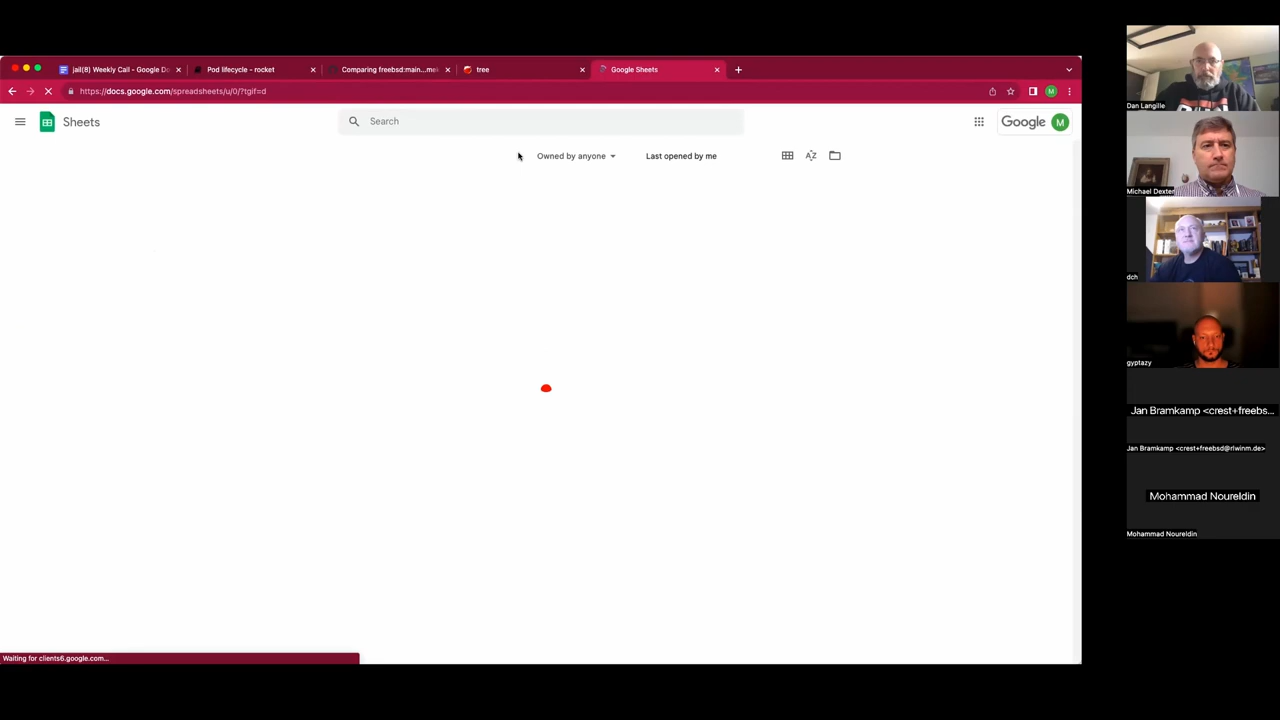 jail(8) Weekly Call - Google D
Pod lifecycle - rocket
Comparing freebsd:main...me
tree
Google Sheets
https://docs.google.com/spreadsheets/u/0/?tgif=d
Sheets
Search
Google
M
Owned by anyone
Last opened by me
Waiting for clients6.google.com...
Dan Langille
Michael Dexter
dch
gyptazy
Jan Bramkamp <crest+freebs...
Jan Bramkamp <crest+freebsd@rlwinm.de>
Mohammad Noureldin
Mohammad Noureldin